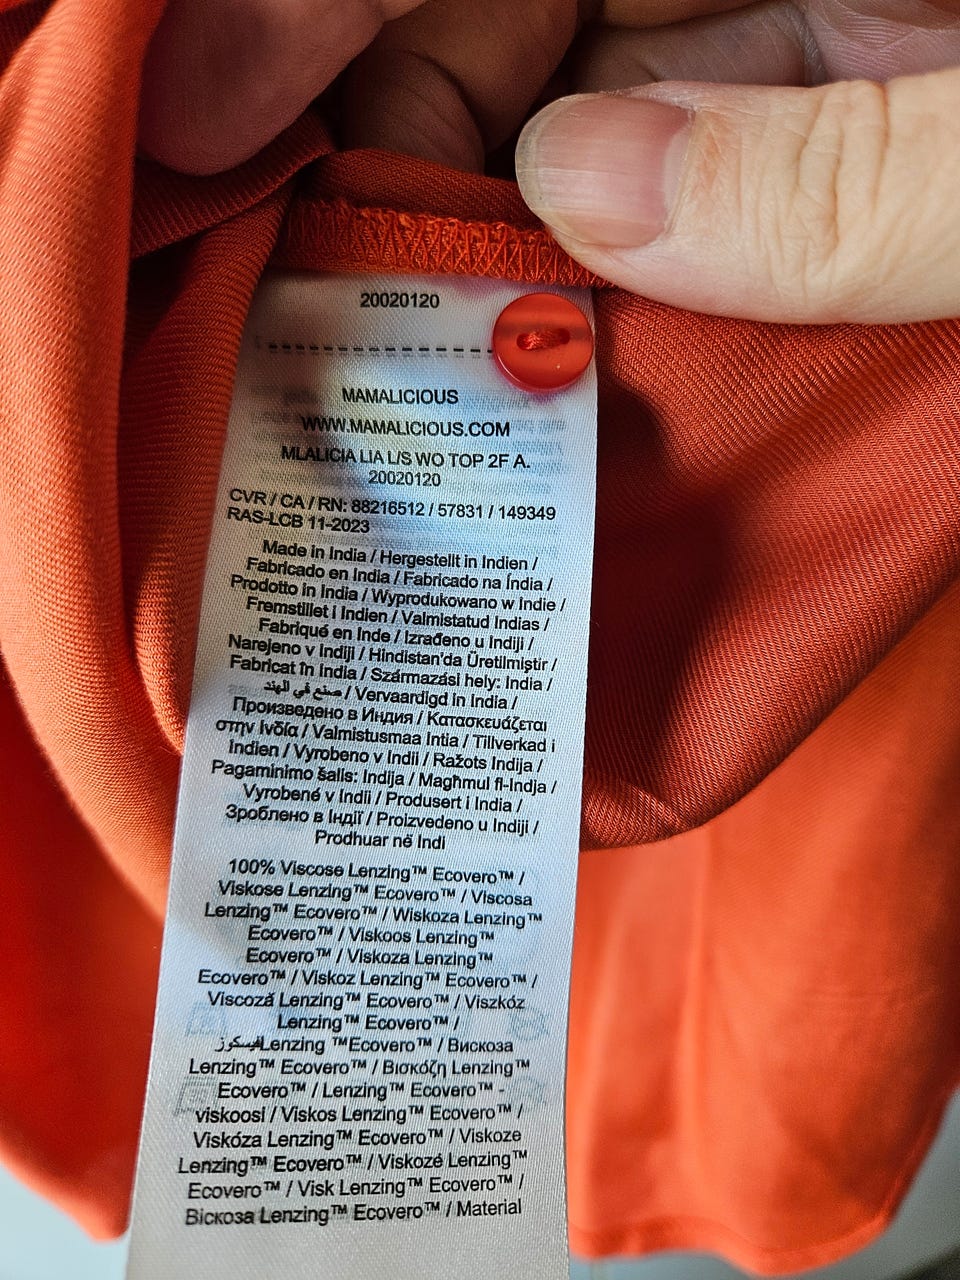 20020120
MAMALICIOUS
WWW.MAMALICIOUS.COM
MLALICIA LIA L/S WO TOP 2F A.
20020120
CVR / CA / RN: 88216512 / 57831 / 149349
RAS-LCB 11-2023
Made in India / Hergestellt in Indien /
Fabricado en India / Fabricado na Índia /
Prodotto in India / Wyprodukowano w Indie /
Fremstillet i Indien / Valmistatud Indias /
Fabriqué en Inde / Izrađeno u Indiji /
Narejeno v Indiji / Hindistan'da Üretilmiştir /
Fabricat în India / Származási hely: India /
صنع في الهند / Vervaardigd in India /
Произведено в Индия / Κατασκευάζεται
στην Ινδία / Valmistusmaa Intia / Tillverkad i
Indien / Vyrobeno v Indii / Ražots Indija /
Pagaminimo šalis: Indija / Magħmul fl-Indja /
Vyrobené v Indii / Produsert i India /
Зроблено в Індії / Proizvedeno u Indiji /
Prodhuar në Indi
100% Viscose Lenzing™ Ecovero™ /
Viskose Lenzing™ Ecovero™ / Viscosa
Lenzing™ Ecovero™ / Wiskoza Lenzing™
Ecovero™ / Viskoos Lenzing™
Ecovero™ / Viskoza Lenzing™
Ecovero™ / Viskoz Lenzing™ Ecovero™ /
Viscoză Lenzing™ Ecovero™ / Viszkóz
Lenzing™ Ecovero™ /
فيسكوز Lenzing ™Ecovero™ / Вискоза
Lenzing™ Ecovero™ / Βισκόζη Lenzing™
Ecovero™ / Lenzing™ Ecovero™ -
viskoosi / Viskos Lenzing™ Ecovero™ /
Viskóza Lenzing™ Ecovero™ / Viskoze
Lenzing™ Ecovero™ / Viskozé Lenzing™
Ecovero™ / Visk Lenzing™ Ecovero™ /
Віскоза Lenzing™ Ecovero™ / Material